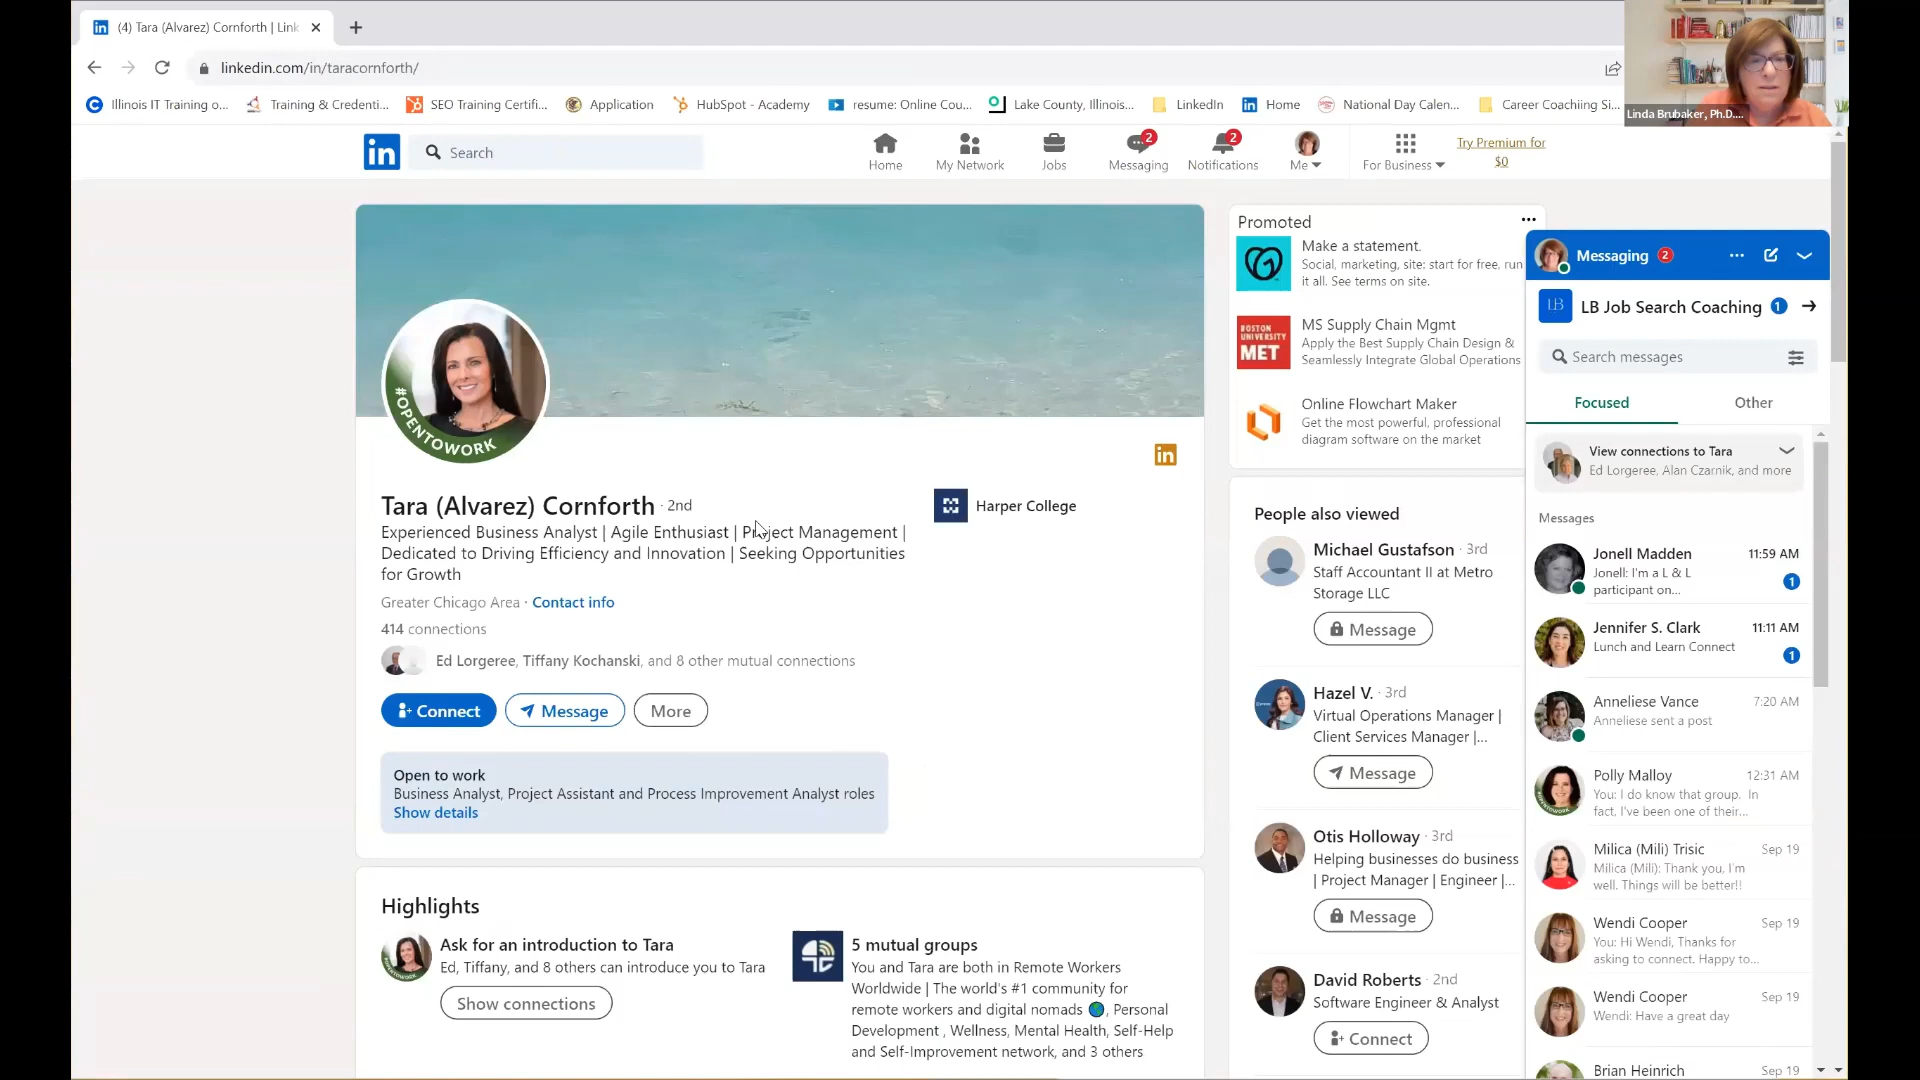 (4) Tara (Alvarez) Cornforth | Link
linkedin.com/in/taracornforth/
Illinois IT Training o...
Training & Credenti...
SEO Training Certifi...
Application
HubSpot - Academy
resume: Online Cou...
Lake County, Illinois...
LinkedIn
Home
National Day Calen...
Career Coachiing Si...
Linda Brubaker, Ph.D....
in
Search
Home
My Network
Jobs
2
Messaging
2
Notifications
Me
For Business
Try Premium for
$0
#OPENTOWORK
in
Tara (Alvarez) Cornforth · 2nd
Experienced Business Analyst | Agile Enthusiast | Project Management |
Dedicated to Driving Efficiency and Innovation | Seeking Opportunities
for Growth
Harper College
Greater Chicago Area · Contact info
414 connections
Ed Lorgeree, Tiffany Kochanski, and 8 other mutual connections
Connect
Message
More
Open to work
Business Analyst, Project Assistant and Process Improvement Analyst roles
Show details
Highlights
Ask for an introduction to Tara
Ed, Tiffany, and 8 others can introduce you to Tara
Show connections
5 mutual groups
You and Tara are both in Remote Workers
Worldwide | The world's #1 community for
remote workers and digital nomads 🌎, Personal
Development , Wellness, Mental Health, Self-Help
and Self-Improvement network, and 3 others
Promoted
...
Make a statement.
Social, marketing, site: start for free, run
it all. See terms on site.
BOSTON
UNIVERSITY
MET
MS Supply Chain Mgmt
Apply the Best Supply Chain Design &
Seamlessly Integrate Global Operations
Online Flowchart Maker
Get the most powerful, professional
diagram software on the market
People also viewed
Michael Gustafson · 3rd
Staff Accountant II at Metro
Storage LLC
Message
Hazel V. · 3rd
Virtual Operations Manager |
Client Services Manager |...
Message
Otis Holloway · 3rd
Helping businesses do business
| Project Manager | Engineer |...
Message
David Roberts · 2nd
Software Engineer & Analyst
Connect
Messaging 2
LB
LB Job Search Coaching 1
Search messages
Focused
Other
View connections to Tara
Ed Lorgeree, Alan Czarnik, and more
Messages
Jonell Madden 11:59 AM
Jonell: I'm a L & L
participant on...
1
Jennifer S. Clark 11:11 AM
Lunch and Learn Connect
1
Anneliese Vance 7:20 AM
Anneliese sent a post
Polly Malloy 12:31 AM
You: I do know that group. In
fact, I've been one of their...
Milica (Mili) Trisic Sep 19
Milica (Mili): Thank you, I'm
well. Things will be better!!
Wendi Cooper Sep 19
You: Hi Wendi, Thanks for
asking to connect. Happy to...
Wendi Cooper Sep 19
Wendi: Have a great day
Brian Heinrich Sep 19